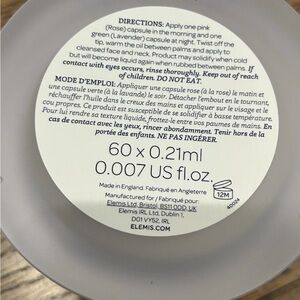 DIRECTIONS: Apply one pink
(Rose) capsule in the morning and one
green (Lavender) capsule at night. Twist off the
tip, warm the oil between palms and apply to
cleansed face and neck. Product may solidify when cold
but will become liquid again when rubbed between palms. If
contact with eyes occurs, rinse thoroughly. Keep out of reach
of children. DO NOT EAT.
MODE D'EMPLOI: Appliquer une capsule rose (à la rose) le matin et
une capsule verte (à la lavande) le soir. Détacher l'embout et le tournant
réchauffer l'huile dans le creux des mains et appliquer sur le visage et le
cou propres. Ce produit est susceptible de se solidifier à basse température.
Pour lui rendre sa texture liquide, frottez-le entre vos paumes de mains. En
cas de contact avec les yeux, rincer abondamment. Tenir hors de la
portée des enfants. NE PAS INGÉRER.
60 x 0.21ml
0.007 US fl.oz.
Made in England. Fabriqué en Angleterre
12M
Manufactured for / Fabriqué pour:
Elemis Ltd, Bristol, BS11 0DD, UK
Elemis IRL Ltd, Dublin 1,
D01 VY52, IRL
ELEMIS.COM